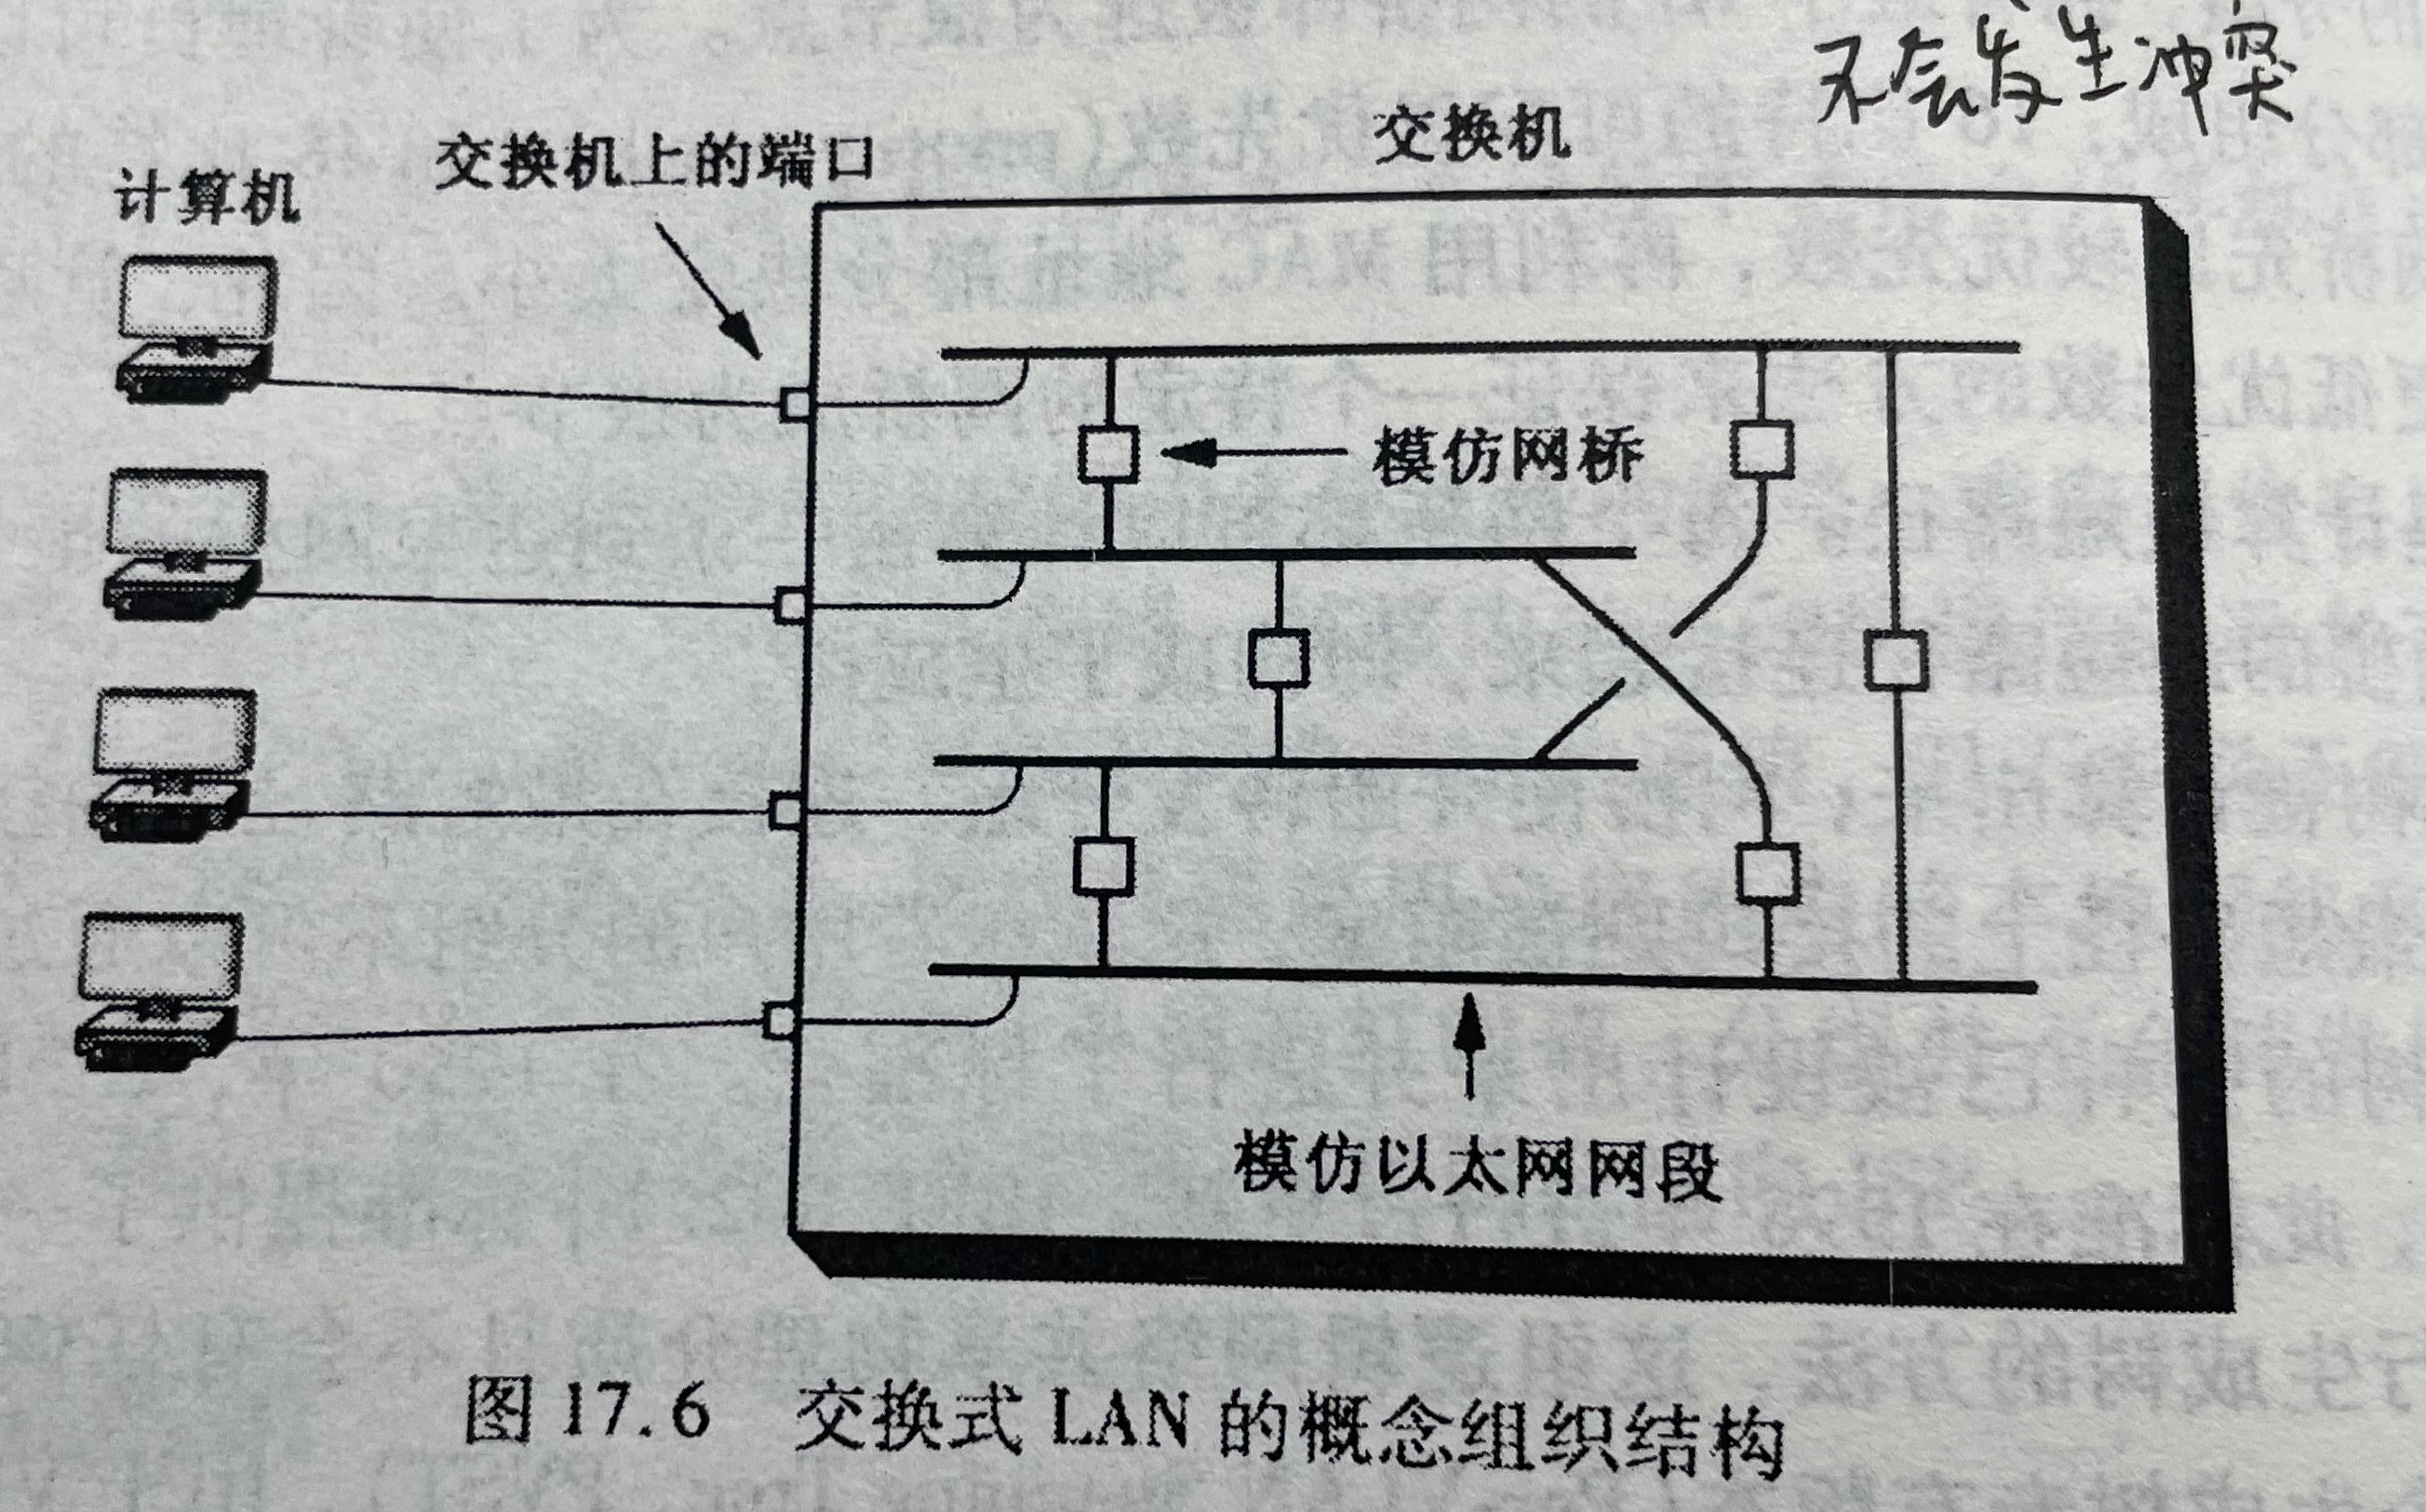 不会发生冲突
交换机
交换机上的端口
计算机
模仿网桥
模仿以太网网段
图 17.6 交换式 LAN 的概念组织结构